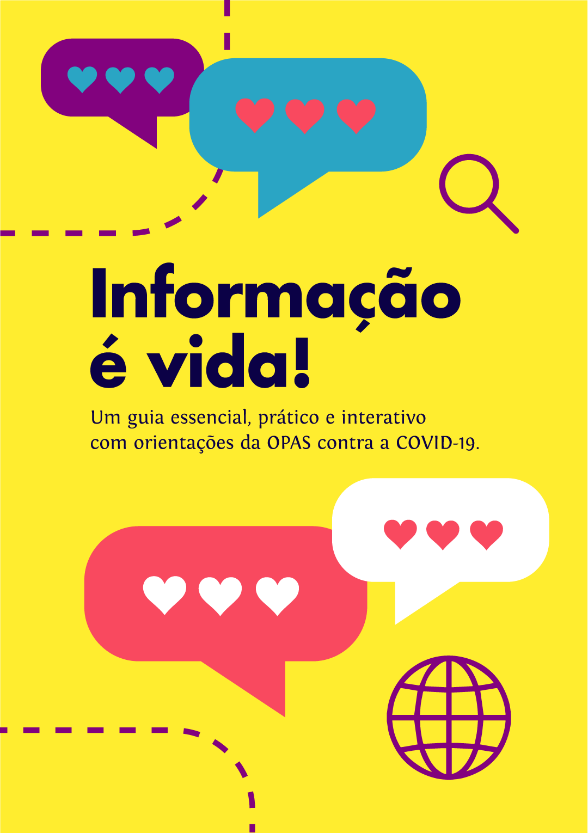 Informação
é vida!
Um guia essencial, prático e interativo
com orientações da OPAS contra a COVID-19.